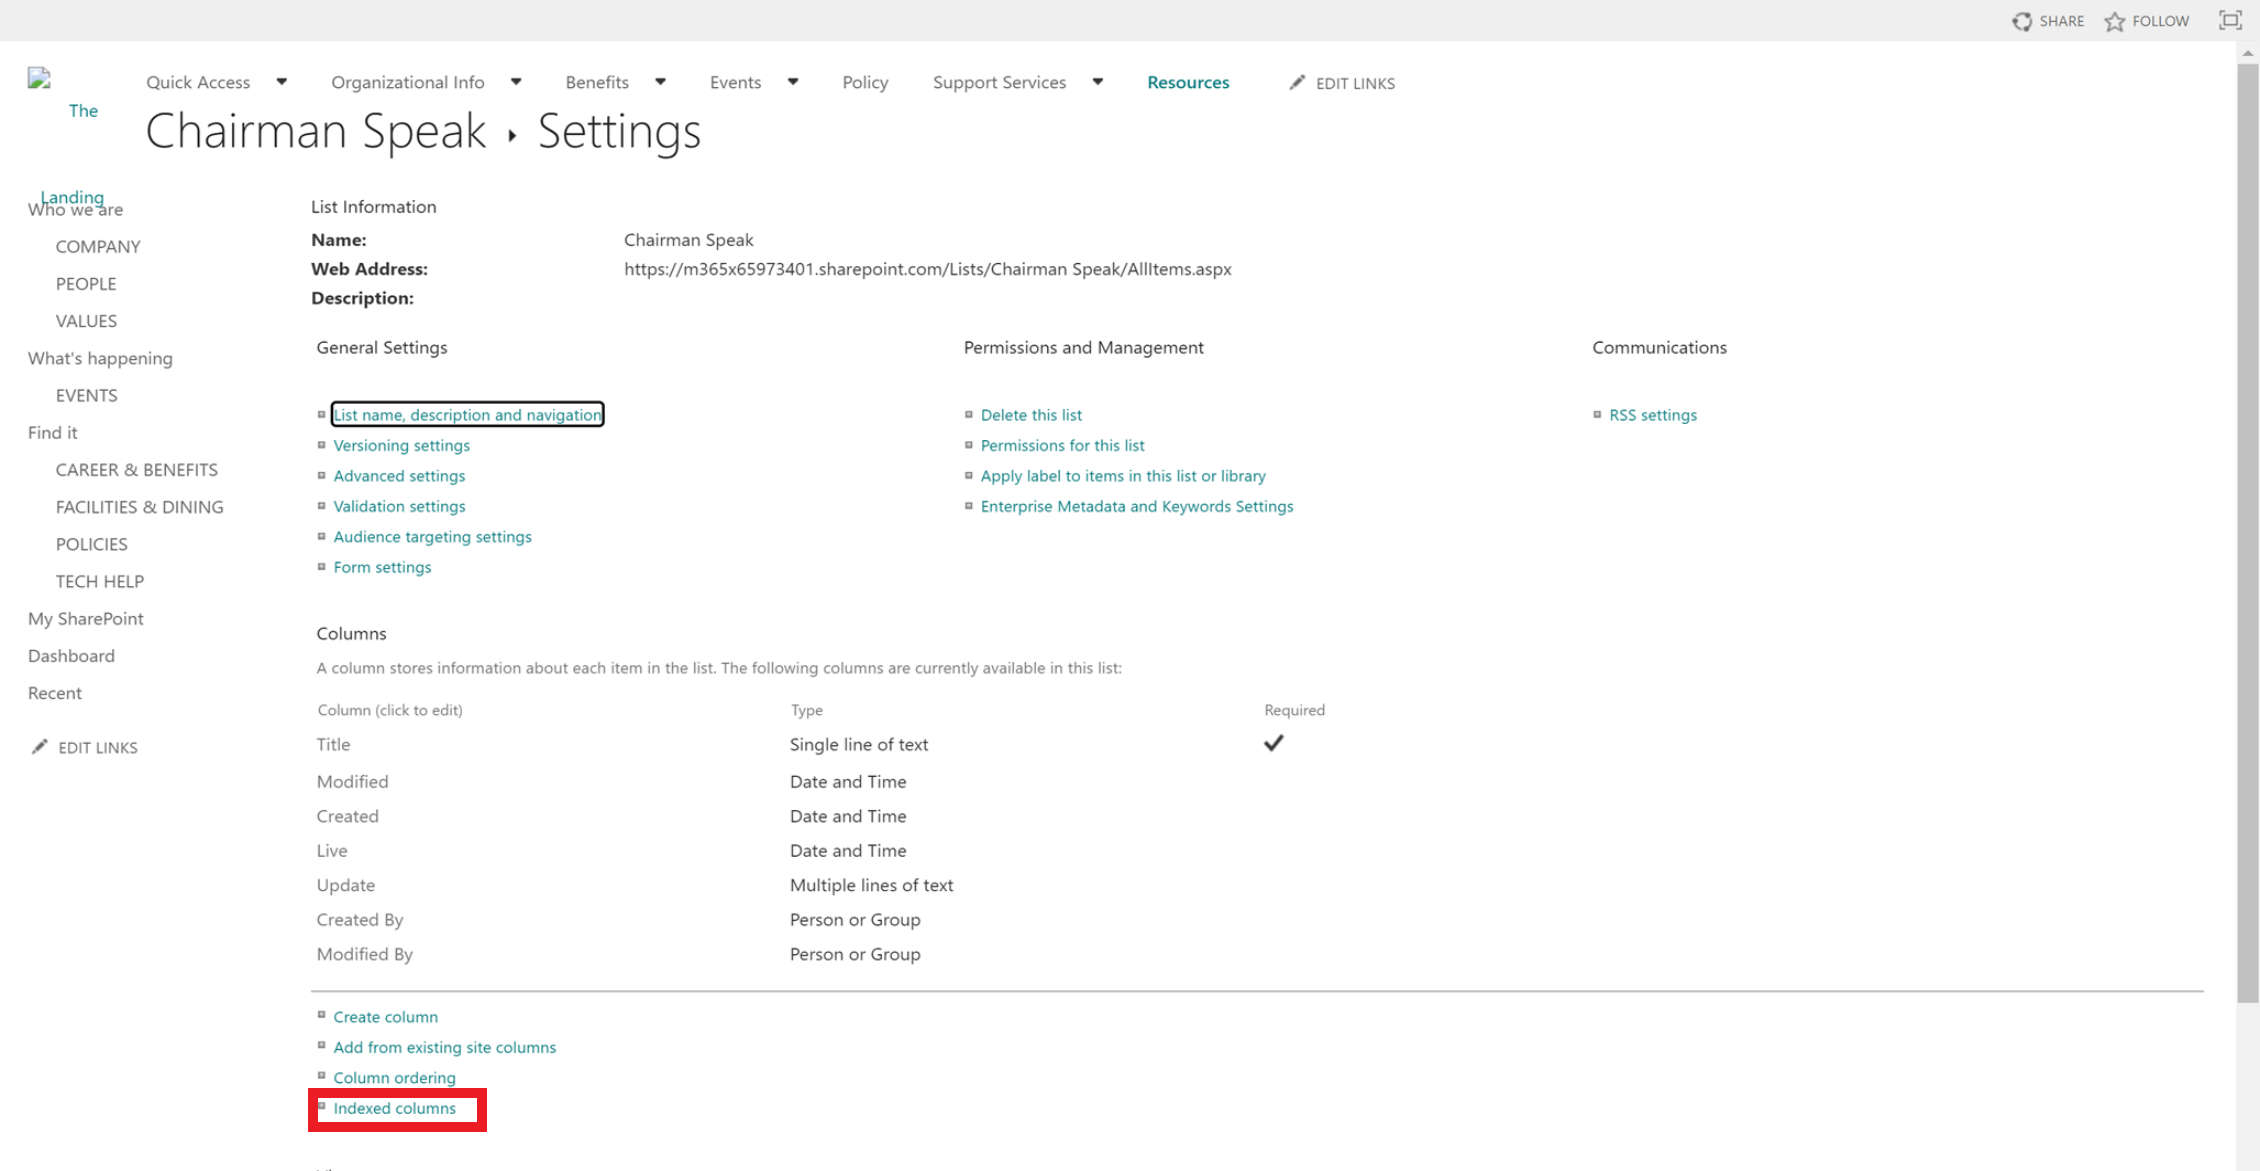 SHARE FOLLOW
Quick Access Organizational Info Benefits Events Policy Support Services Resources EDIT LINKS
The
Chairman Speak Settings
Landing
Who we are
COMPANY
PEOPLE
VALUES
What's happening
EVENTS
Find it
CAREER & BENEFITS
FACILITIES & DINING
POLICIES
TECH HELP
My SharePoint
Dashboard
Recent
EDIT LINKS
List Information
Name: Chairman Speak
Web Address: https://m365x65973401.sharepoint.com/Lists/Chairman Speak/AllItems.aspx
Description:
General Settings
List name, description and navigation
Versioning settings
Advanced settings
Validation settings
Audience targeting settings
Form settings
Permissions and Management
Delete this list
Permissions for this list
Apply label to items in this list or library
Enterprise Metadata and Keywords Settings
Communications
RSS settings
Columns
A column stores information about each item in the list. The following columns are currently available in this list:
Column (click to edit) Type Required
Title Single line of text
Modified Date and Time
Created Date and Time
Live Date and Time
Update Multiple lines of text
Created By Person or Group
Modified By Person or Group
Create column
Add from existing site columns
Column ordering
Indexed columns